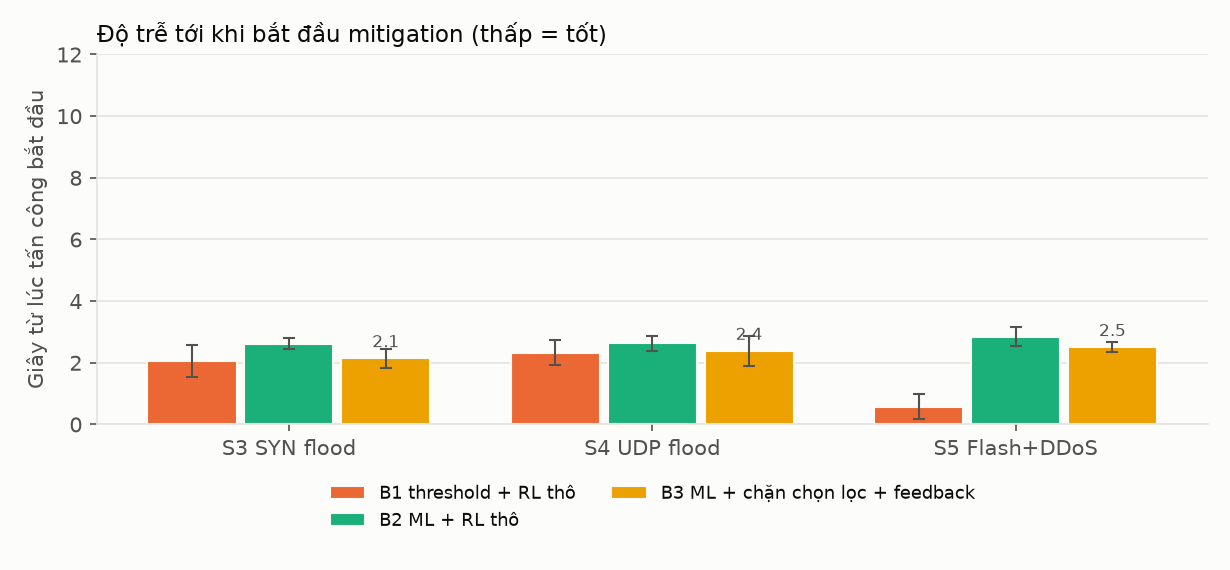 Độ trễ tới khi bắt đầu mitigation (thấp = tốt)
Giây từ lúc tấn công bắt đầu
12
10
8
6
4
2
0
2.1
2.4
2.5
S3 SYN flood
S4 UDP flood
S5 Flash+DDoS
B1 threshold + RL thô
B2 ML + RL thô
B3 ML + chặn chọn lọc + feedback